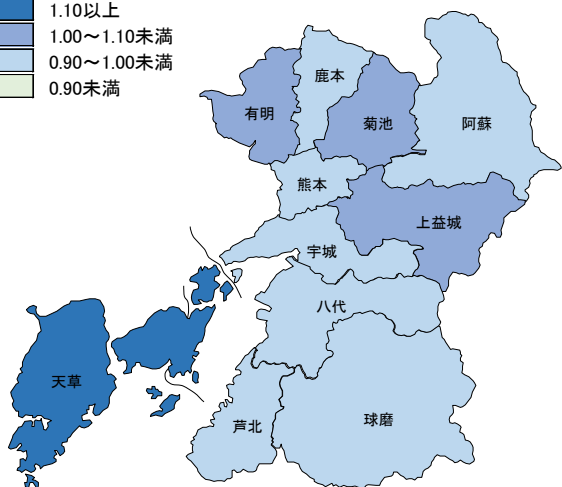 1.10以上
1.00～1.10未満
0.90～1.00未満
0.90未満
鹿本
有明
菊池
阿蘇
熊本
上益城
宇城
八代
天草
芦北
球磨